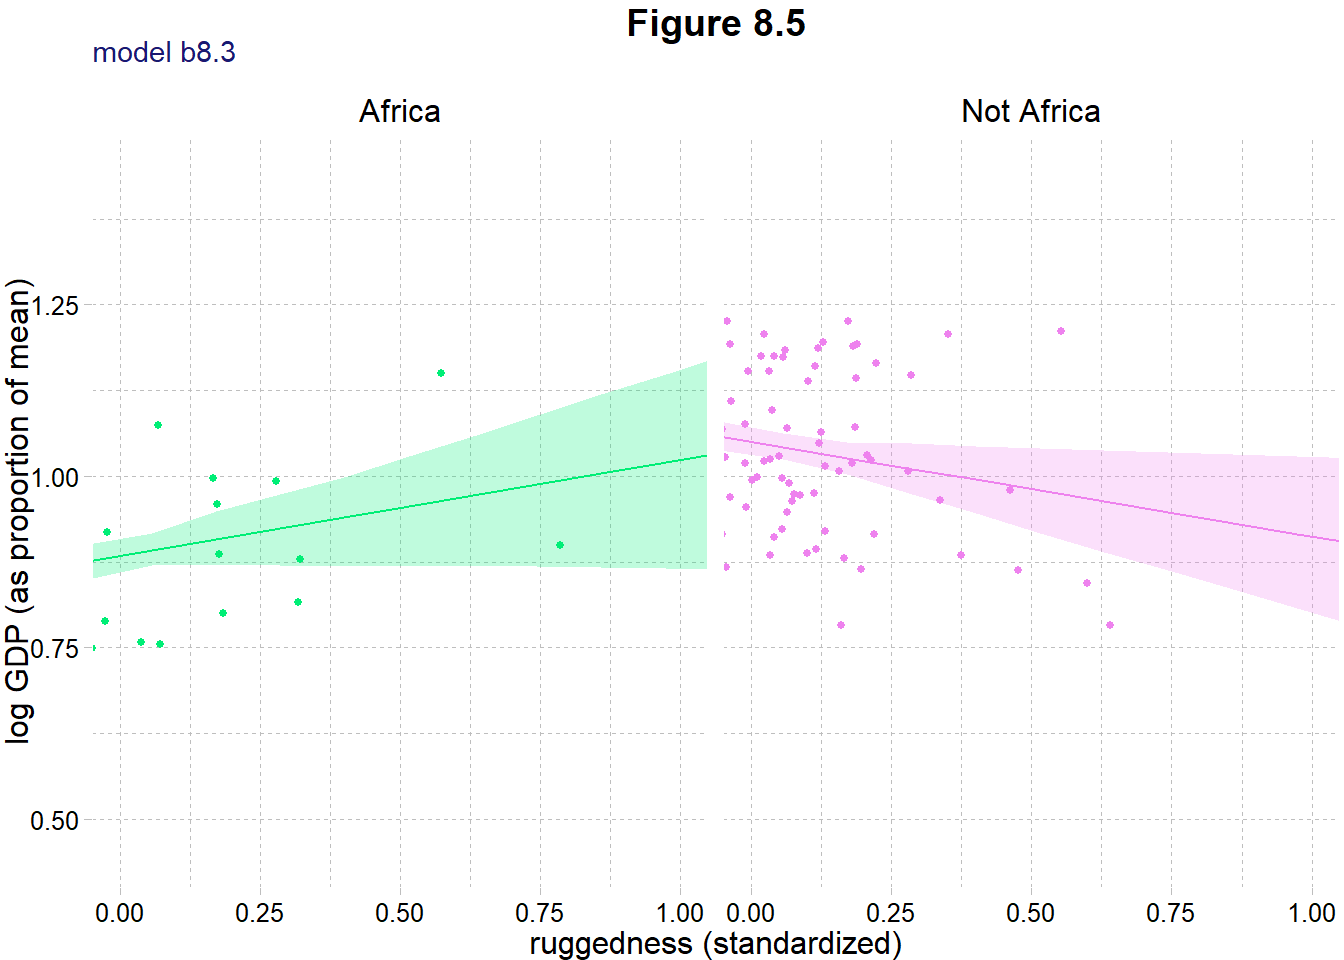 Figure 8.5
model b8.3
Africa
Not Africa
log GDP (as proportion of mean)
1.25
1.00
0.75
0.50
0.00 0.25 0.50 0.75 1.00
0.00 0.25 0.50 0.75 1.00
ruggedness (standardized)